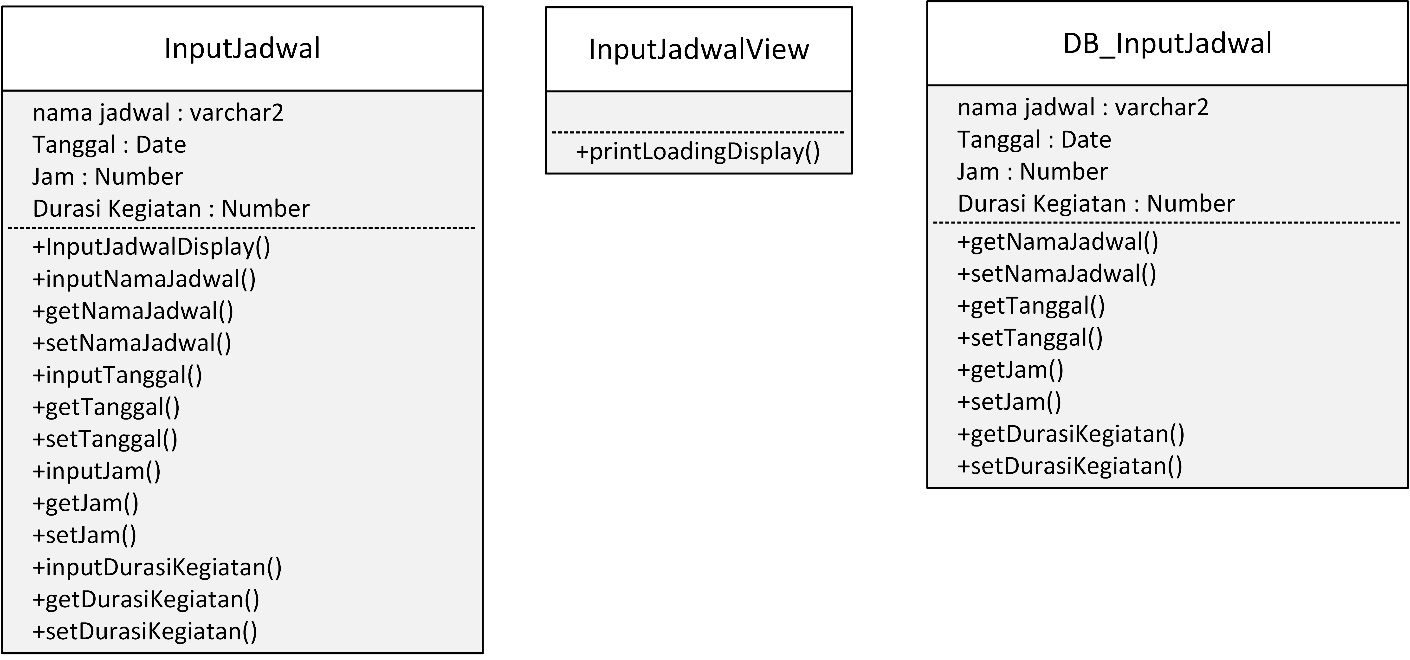 InputJadwal
nama jadwal : varchar2
Tanggal : Date
Jam : Number
Durasi Kegiatan : Number
+InputJadwalDisplay()
+inputNamaJadwal()
+getNamaJadwal()
+setNamaJadwal()
+inputTanggal()
+getTanggal()
+setTanggal()
+inputJam()
+getJam()
+setJam()
+inputDurasiKegiatan()
+getDurasiKegiatan()
+setDurasiKegiatan()
InputJadwalView
+printLoadingDisplay()
DB_InputJadwal
nama jadwal : varchar2
Tanggal : Date
Jam : Number
Durasi Kegiatan : Number
+getNamaJadwal()
+setNamaJadwal()
+getTanggal()
+setTanggal()
+getJam()
+setJam()
+getDurasiKegiatan()
+setDurasiKegiatan()